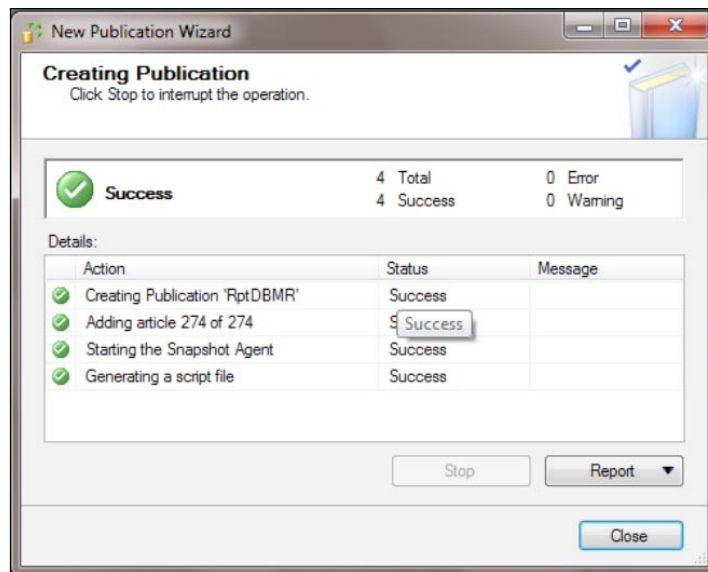 New Publication Wizard
Creating Publication
Click Stop to interrupt the operation.
Success
4 Total
0 Error
4 Success
0 Warning
Details:
Action Status Message
Creating Publication 'RptDBMR' Success
Adding article 274 of 274 S Success
Starting the Snapshot Agent Success
Generating a script file Success
Stop Report
Close